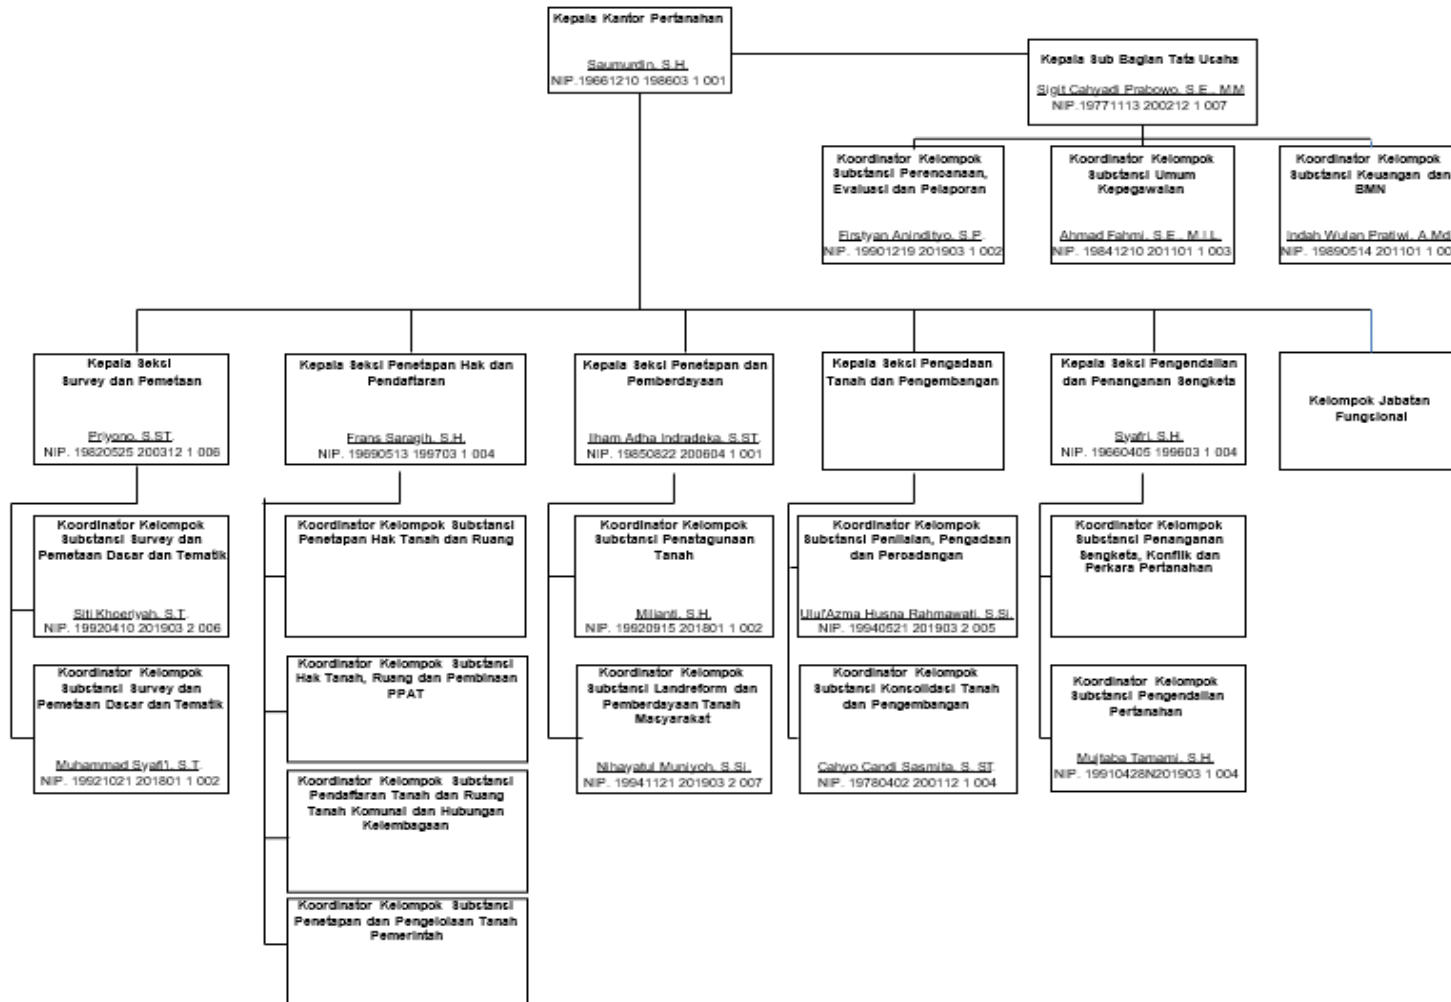 Kepala Kantor Pertanahan
Saumurdin, S.H.
NIP.19661210 198603 1 001
Kepala Sub Bagian Tata Usaha
Sigit Cahyadi Prabowo, S.E., MM
NIP.19771113 200212 1 007
Koordinator Kelompok
Substansi Perencanaan,
Evaluasi dan Pelaporan
Firstyan Anindityo, S.P.
NIP. 19901219 201903 1 002
Koordinator Kelompok
Substansi Umum
Kepegawaian
Ahmad Fahmi, S.E., M.I.L.
NIP. 19841210 201101 1 003
Koordinator Kelompok
Substansi Keuangan dan
BMN
Indah Wulan Pratiwi, A.Md
NIP. 19890514 201101 1 00
Kepala Seksi
Survey dan Pemetaan
Priyono, S.ST.
NIP. 19820525 200312 1 006
Kepala Seksi Penetapan Hak dan
Pendaftaran
Frans Saragih, S.H.
NIP. 19690513 199703 1 004
Kepala Seksi Penetapan dan
Pemberdayaan
Ilham Adha Indradeka, S.ST.
NIP. 19850822 200604 1 001
Kepala Seksi Pengadaan
Tanah dan Pengembangan
Kepala Seksi Pengendalian
dan Penanganan Sengketa
Syafri, S.H.
NIP. 19660405 199603 1 004
Kelompok Jabatan
Fungsional
Koordinator Kelompok
Substansi Survey dan
Pemetaan Dasar dan Tematik
Siti Khoeriyah, S.T.
NIP. 19920410 201903 2 006
Koordinator Kelompok
Substansi Survey dan
Pemetaan Dasar dan Tematik
Muhammad Syafi'i, S.T.
NIP. 19921021 201801 1 002
Koordinator Kelompok Substansi
Penetapan Hak Tanah dan Ruang
Koordinator Kelompok Substansi
Hak Tanah, Ruang dan Pembinaan
PPAT
Koordinator Kelompok Substansi
Pendaftaran Tanah dan Ruang
Tanah Komunal dan Hubungan
Kelembagaan
Koordinator Kelompok Substansi
Penetapan dan Pengelolaan Tanah
Pemerintah
Koordinator Kelompok
Substansi Penatagunaan
Tanah
Milianti, S.H.
NIP. 19920915 201801 1 002
Koordinator Kelompok
Substansi Landreform dan
Pemberdayaan Tanah
Masyarakat
Nihayatul Muniyoh, S.Si.
NIP. 19941121 201903 2 007
Koordinator Kelompok
Substansi Penilaian, Pengadaan
dan Percadangan
Ulul'Azma Husna Rahmawati, S.Si.
NIP. 19940521 201903 2 005
Koordinator Kelompok
Substansi Konsolidasi Tanah
dan Pengembangan
Cahyo Candi Sasmita, S. ST.
NIP. 19780402 200112 1 004
Koordinator Kelompok
Substansi Penanganan
Sengketa, Konflik dan
Perkara Pertanahan
Koordinator Kelompok
Substansi Pengendalian
Pertanahan
Mujtaba Tamami, S.H.
NIP. 19910428N201903 1 004